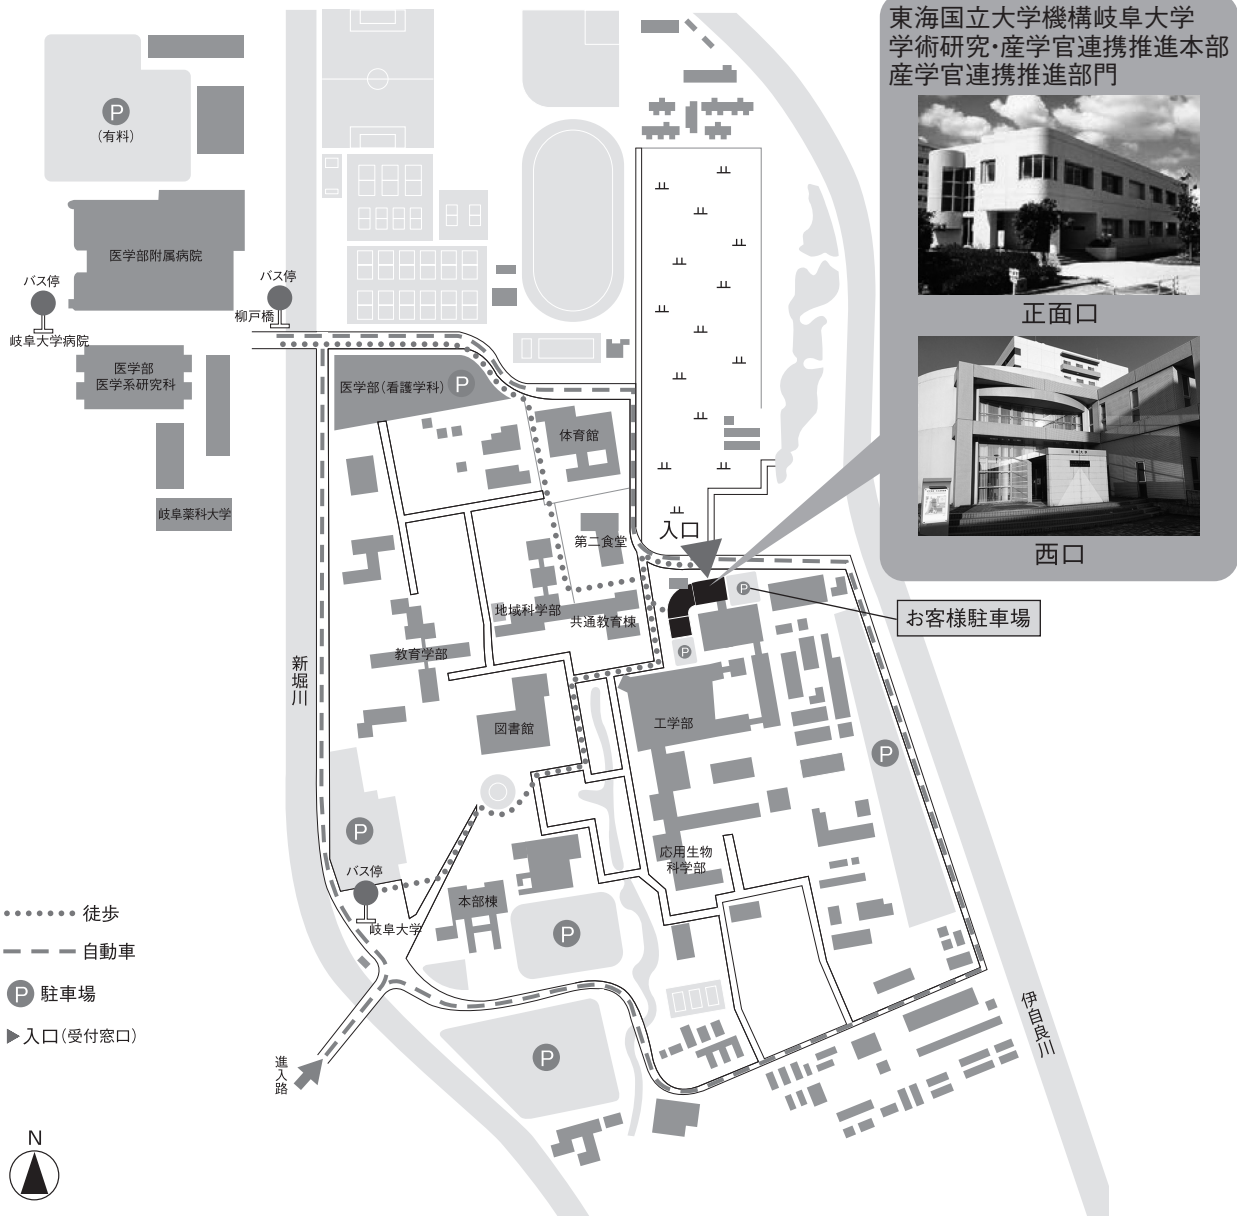 東海国立大学機構岐阜大学
学術研究・産学官連携推進本部
産学官連携推進部門
正面口
西口
P
(有料)
医学部附属病院
バス停
岐阜大学病院
バス停
柳戸橋
医学部
医学系研究科
岐阜薬科大学
医学部(看護学科)
P
体育館
第二食堂
入口
P
お客様駐車場
地域科学部
共通教育棟
P
教育学部
新堀川
図書館
工学部
P
P
応用生物
科学部
バス停
岐阜大学
本部棟
P
P
伊自良川
徒歩
自動車
P 駐車場
入口(受付窓口)
進入路
N